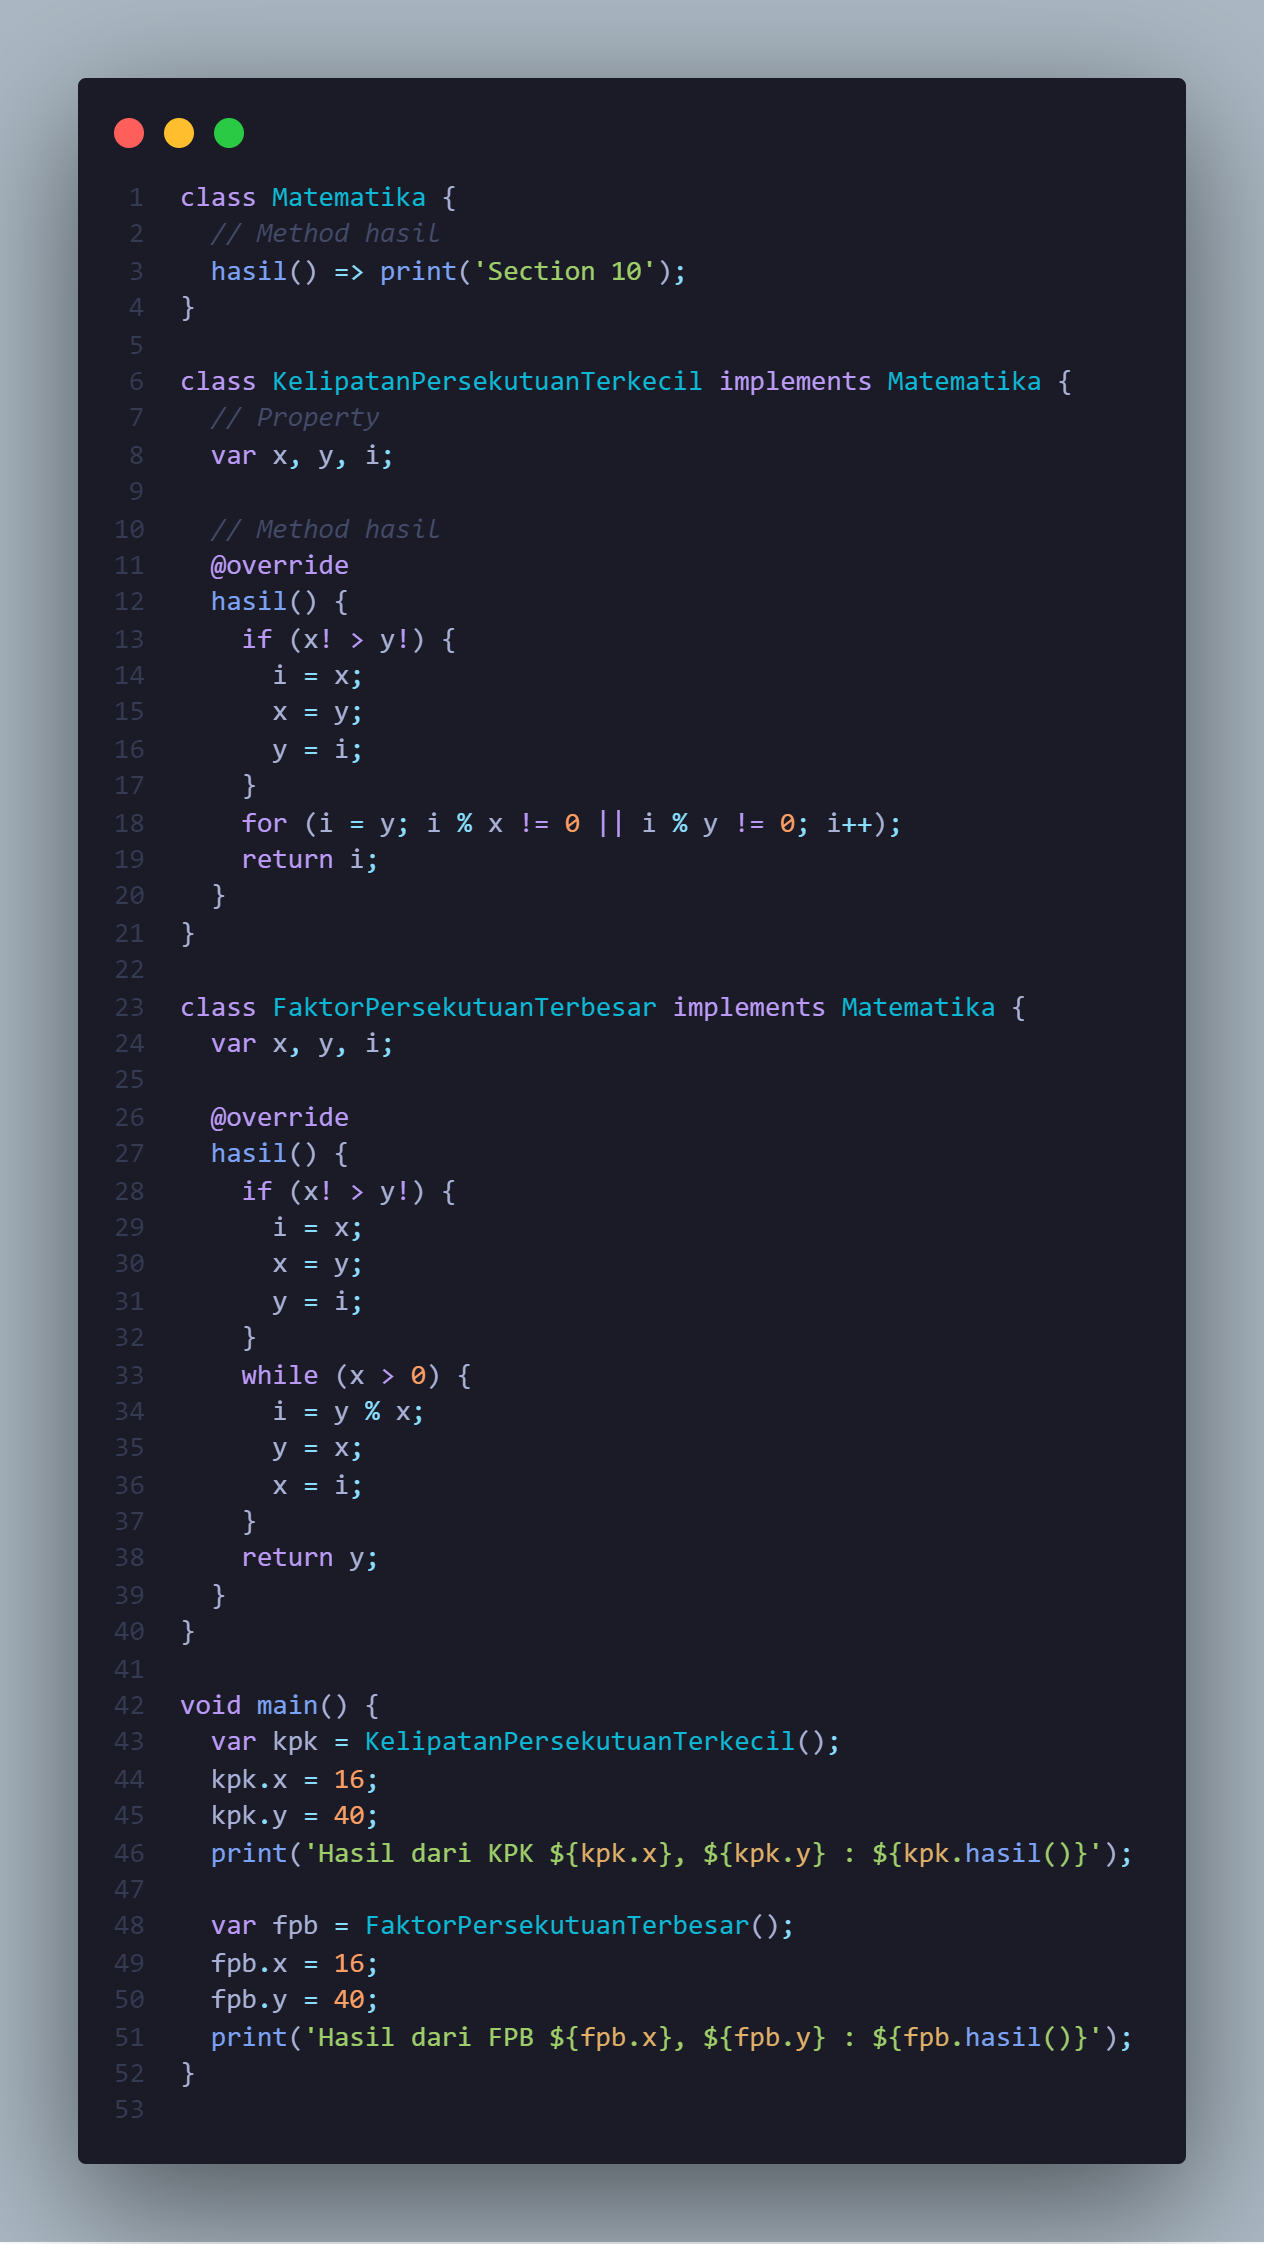 1 class Matematika {
2   // Method hasil
3   hasil() => print('Section 10');
4 }
5
6 class KelipatanPersekutuanTerkecil implements Matematika {
7   // Property
8   var x, y, i;
9
10   // Method hasil
11   @override
12   hasil() {
13     if (x! > y!) {
14       i = x;
15       x = y;
16       y = i;
17     }
18     for (i = y; i % x != 0 || i % y != 0; i++);
19     return i;
20   }
21 }
22
23 class FaktorPersekutuanTerbesar implements Matematika {
24   var x, y, i;
25
26   @override
27   hasil() {
28     if (x! > y!) {
29       i = x;
30       x = y;
31       y = i;
32     }
33     while (x > 0) {
34       i = y % x;
35       y = x;
36       x = i;
37     }
38     return y;
39   }
40 }
41
42 void main() {
43   var kpk = KelipatanPersekutuanTerkecil();
44   kpk.x = 16;
45   kpk.y = 40;
46   print('Hasil dari KPK ${kpk.x}, ${kpk.y} : ${kpk.hasil()}');
47
48   var fpb = FaktorPersekutuanTerbesar();
49   fpb.x = 16;
50   fpb.y = 40;
51   print('Hasil dari FPB ${fpb.x}, ${fpb.y} : ${fpb.hasil()}');
52 }
53